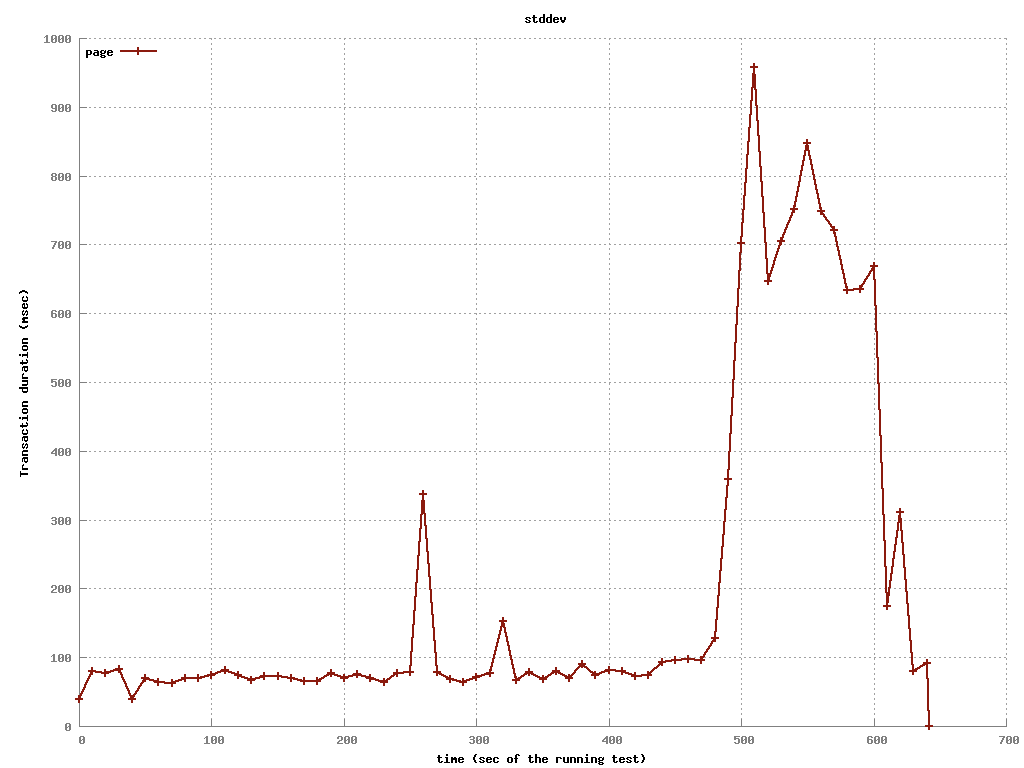 stddev
page
1000
900
800
700
600
500
400
300
200
100
0
Transaction duration (msec)
0 100 200 300 400 500 600 700
time (sec of the running test)